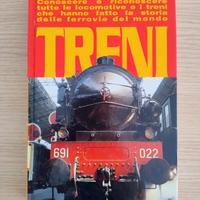 Conoscere e riconoscere
tutte le locomotive e i treni
che hanno fatto la storia
delle ferrovie del mondo
TRENI
691 022